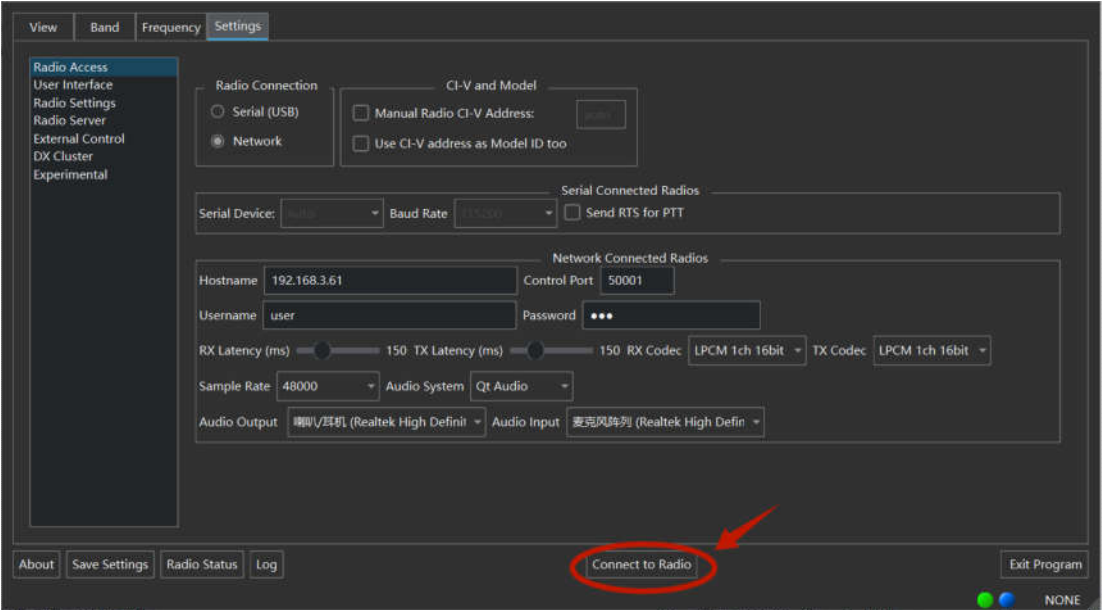 View Band Frequency Settings
Radio Access
User Interface
Radio Settings
Radio Server
External Control
DX Cluster
Experimental
Radio Connection
Serial (USB)
Network
CI-V and Model
Manual Radio CI-V Address: auto
Use CI-V address as Model ID too
Serial Connected Radios
Serial Device: auto Baud Rate 115200 Send RTS for PTT
Network Connected Radios
Hostname 192.168.3.61 Control Port 50001
Username user Password ●●●
RX Latency (ms) 150 TX Latency (ms) 150 RX Codec LPCM 1ch 16bit TX Codec LPCM 1ch 16bit
Sample Rate 48000 Audio System Qt Audio
Audio Output 喇叭/耳机 (Realtek High Definit Audio Input 麦克风阵列 (Realtek High Defin
About Save Settings Radio Status Log Connect to Radio Exit Program
NONE